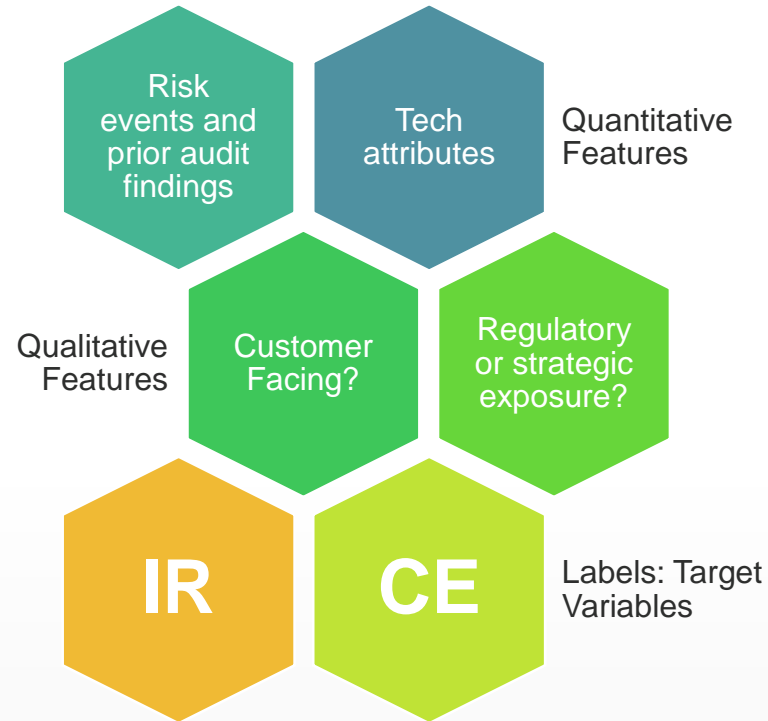 Risk
events and
prior audit
findings
Tech
attributes
Quantitative
Features
Qualitative
Features
Customer
Facing?
Regulatory
or strategic
exposure?
IR
CE
Labels: Target
Variables